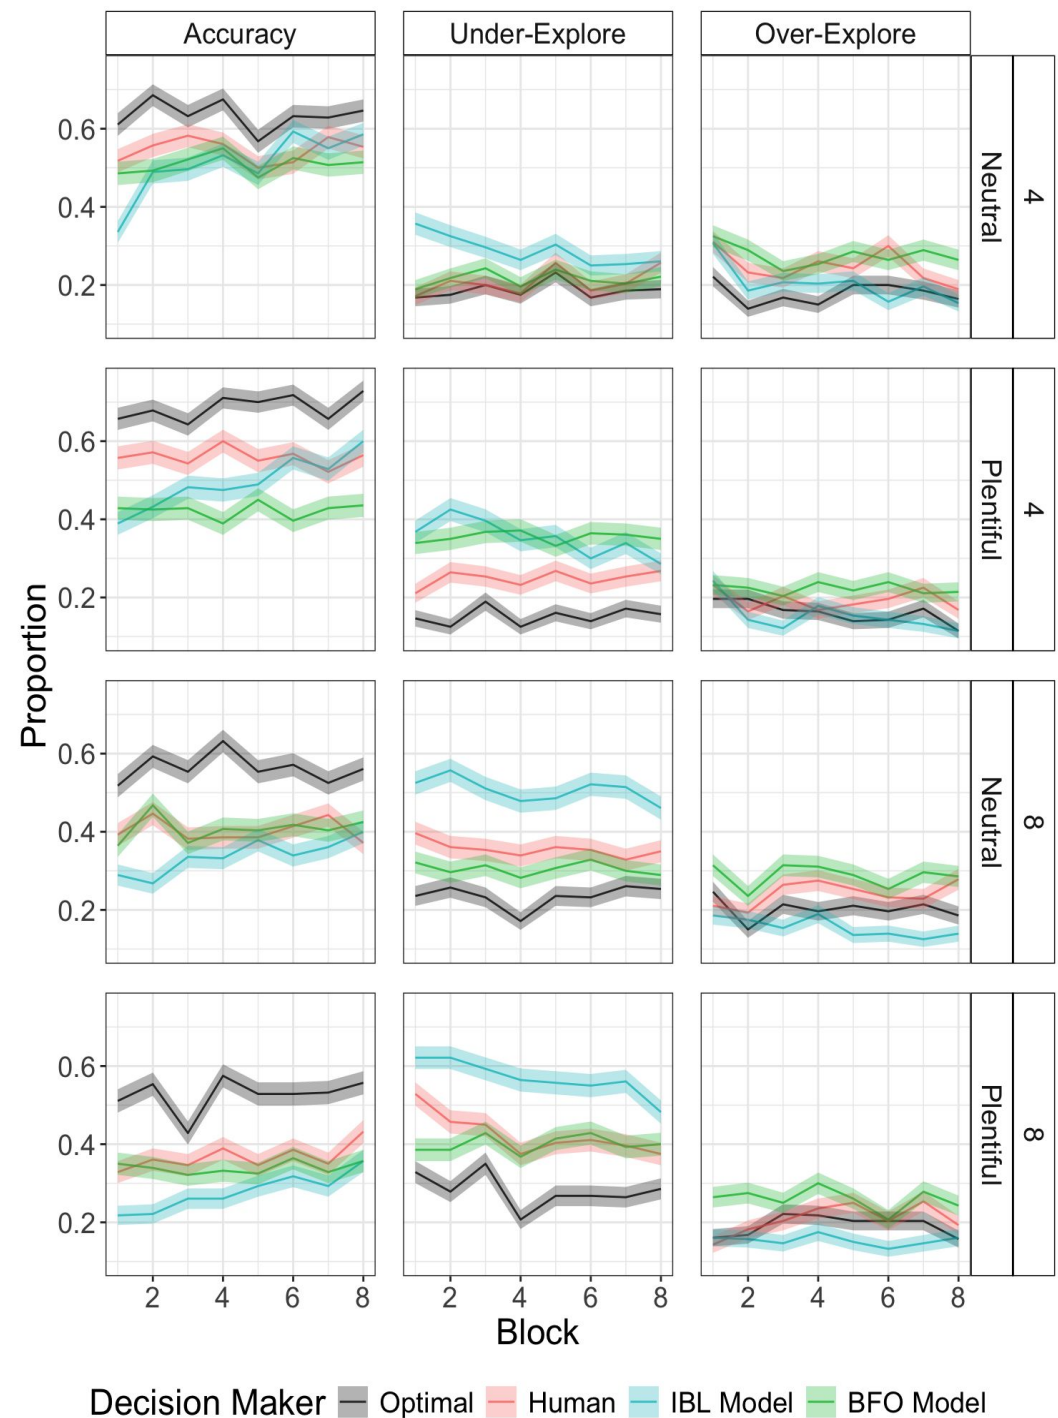 Accuracy Under-Explore Over-Explore
0.6
0.4
0.2
Neutral 4
0.6
0.4
0.2
Plentiful 4
Proportion
0.6
0.4
0.2
Neutral 8
0.6
0.4
0.2
Plentiful 8
2 4 6 8 2 4 6 8 2 4 6 8
Block
Decision Maker Optimal Human IBL Model BFO Model